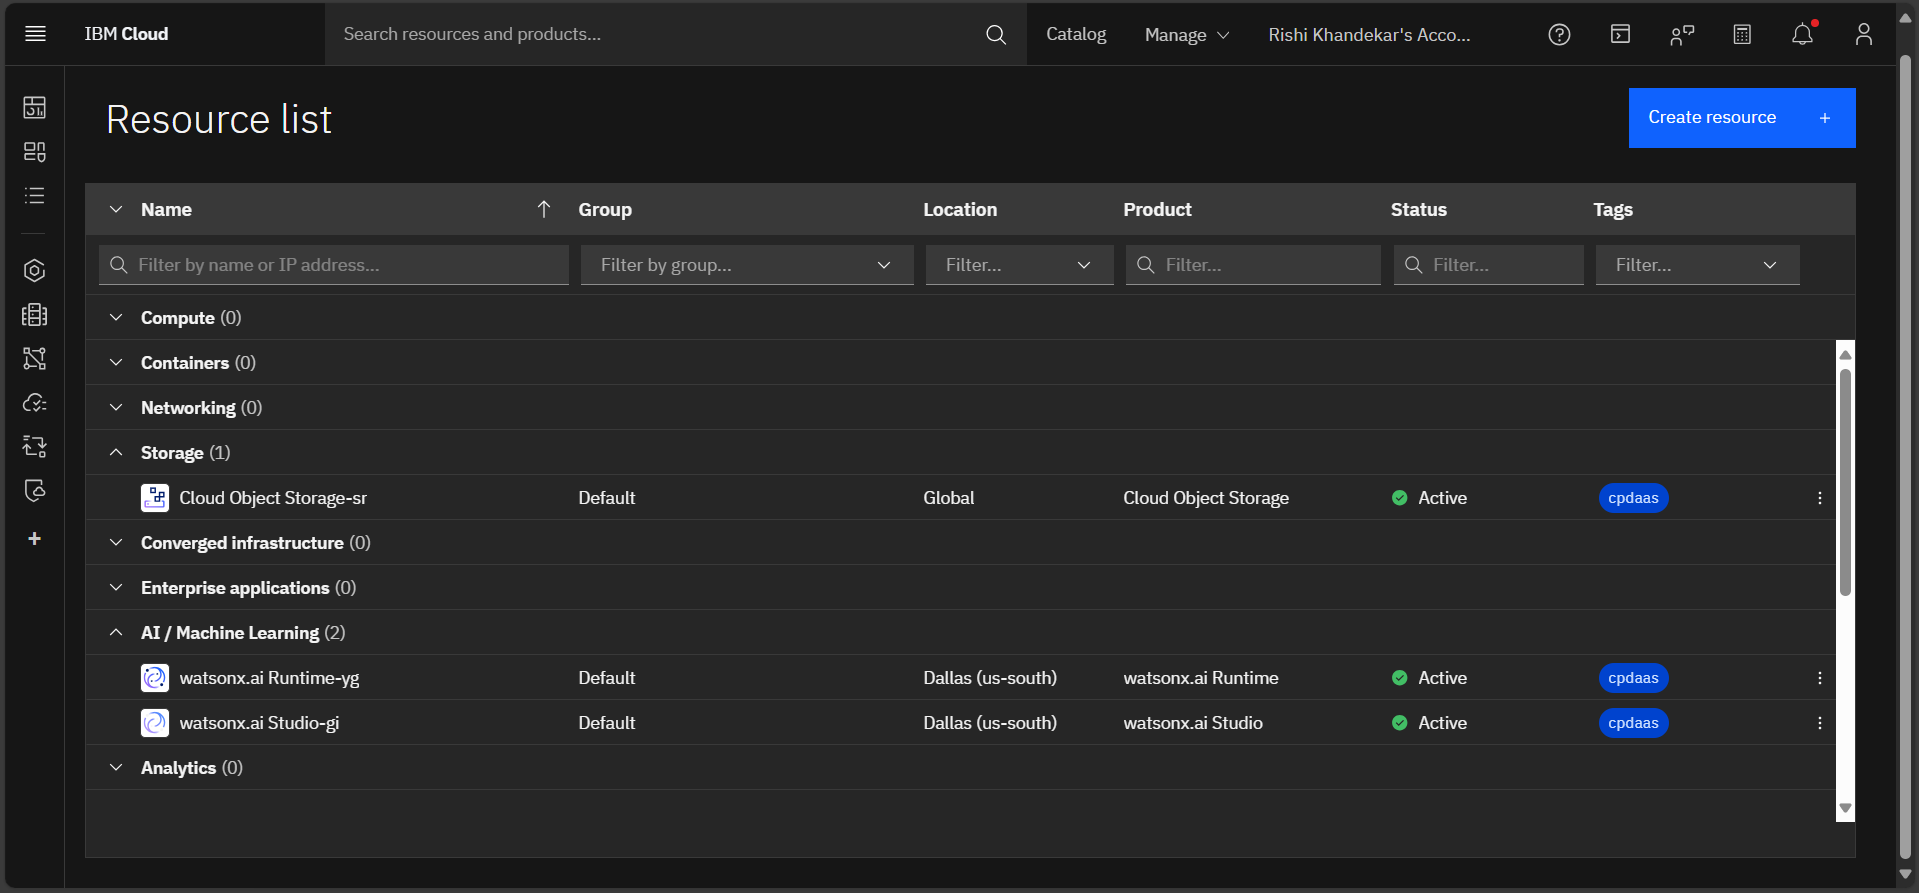 IBM Cloud
Search resources and products...
Catalog
Manage
Rishi Khandekar's Acco...
Resource list
Create resource +
Name Group Location Product Status Tags
Filter by name or IP address... Filter by group... Filter... Filter... Filter... Filter...
Compute (0)
Containers (0)
Networking (0)
Storage (1)
Cloud Object Storage-sr Default Global Cloud Object Storage Active cpdaas
Converged infrastructure (0)
Enterprise applications (0)
AI / Machine Learning (2)
watsonx.ai Runtime-yg Default Dallas (us-south) watsonx.ai Runtime Active cpdaas
watsonx.ai Studio-gi Default Dallas (us-south) watsonx.ai Studio Active cpdaas
Analytics (0)